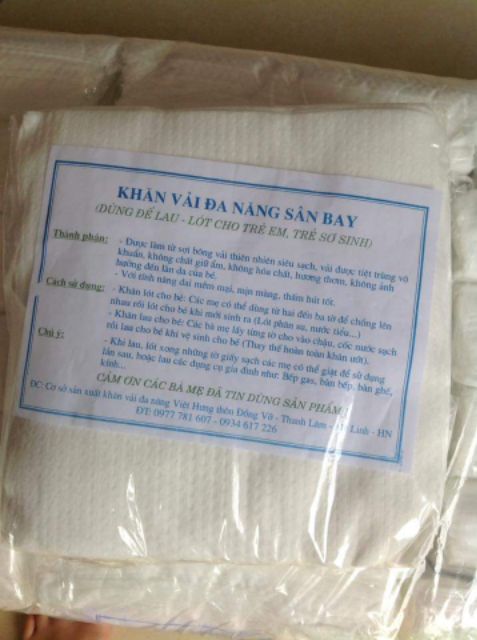 KHĂN VẢI ĐA NĂNG SÂN BAY
(DÙNG ĐỂ LAU - LÓT CHO TRẺ EM, TRẺ SƠ SINH)
Thành phần: - Được làm từ sợi bông vải thiên nhiên siêu sạch, vải được tiệt trùng vô
khuẩn, không chất giữ ẩm, không hóa chất, hương thơm, không ảnh
hưởng đến làn da của bé.
- Với tính năng dai mềm mại, mịn màng, thấm hút tốt.
Cách sử dụng: - Khăn lót cho bé: Các mẹ có thể dùng từ hai đến ba tờ để chồng lên
nhau rồi lót cho bé khi mới sinh ra (Lót phân su, nước tiểu...)
- Khăn lau cho bé: Các bà mẹ lấy từng tờ cho vào chậu, cốc nước sạch
rồi lau cho bé khi vệ sinh cho bé (Thay thế hoàn toàn khăn ướt).
Chú ý: - Khi lau, lót xong những tờ giấy sạch các mẹ có thể giặt để sử dụng
lần sau, hoặc lau các dụng cụ gia đình như: Bếp gas, bàn bếp, bàn ghế,
kính...
CẢM ƠN CÁC BÀ MẸ ĐÃ TIN DÙNG SẢN PHẨM
ĐC: Cơ sở sản xuất khăn vải đa năng Việt Hưng thôn Đồng Vỡ - Thanh Lâm - Linh - HN
ĐT: 0977 781 607 - 0934 617 226